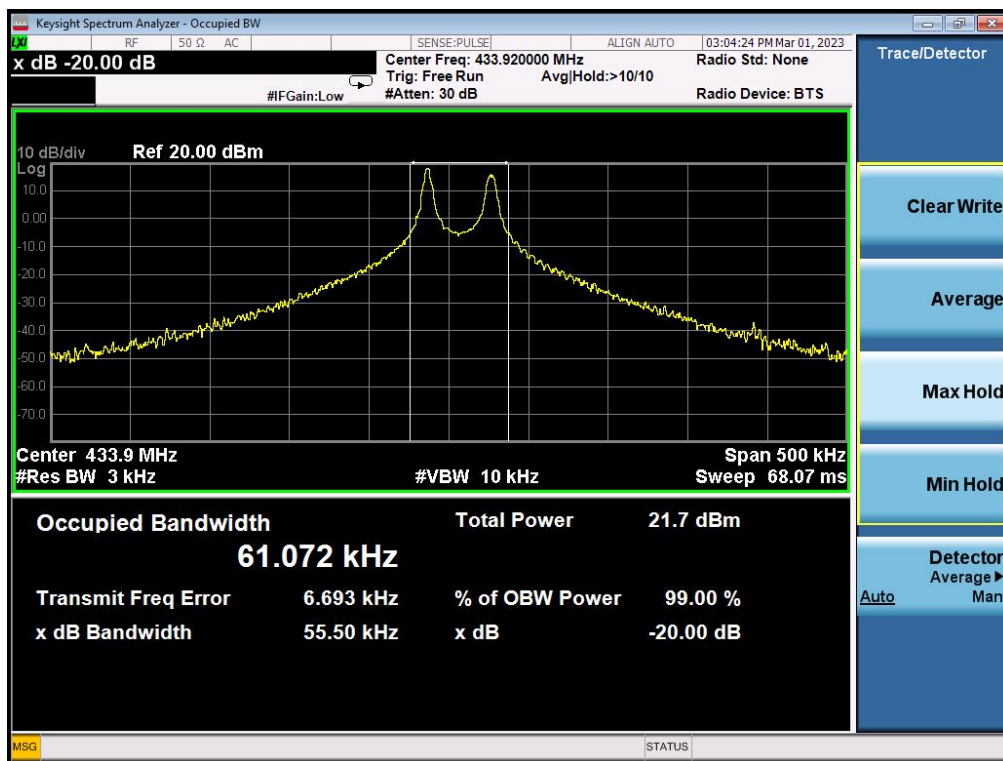 Keysight Spectrum Analyzer - Occupied BW
LXI RF 50 Ω AC SENSE:PULSE ALIGN AUTO 03:04:24 PM Mar 01, 2023
x dB -20.00 dB
Center Freq: 433.920000 MHz Radio Std: None
Trig: Free Run Avg|Hold:>10/10
#IFGain:Low #Atten: 30 dB Radio Device: BTS
Trace/Detector
10 dB/div Ref 20.00 dBm
Log
10.0
0.00
-10.0
-20.0
-30.0
-40.0
-50.0
-60.0
-70.0
Center 433.9 MHz Span 500 kHz
#Res BW 3 kHz #VBW 10 kHz Sweep 68.07 ms
Occupied Bandwidth Total Power 21.7 dBm
61.072 kHz
Transmit Freq Error 6.693 kHz % of OBW Power 99.00 %
x dB Bandwidth 55.50 kHz x dB -20.00 dB
Clear Write
Average
Max Hold
Min Hold
Detector
Average▶
Auto Man
MSG STATUS